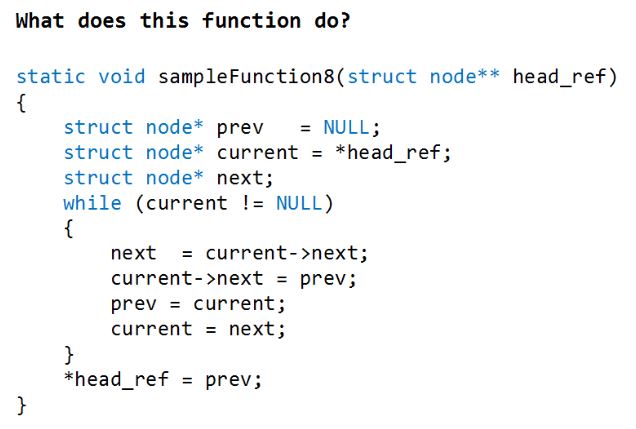 What does this function do?
static void sampleFunction8(struct node** head_ref)
{
    struct node* prev   = NULL;
    struct node* current = *head_ref;
    struct node* next;
    while (current != NULL)
    {
        next  = current->next;
        current->next = prev;
        prev = current;
        current = next;
    }
    *head_ref = prev;
}